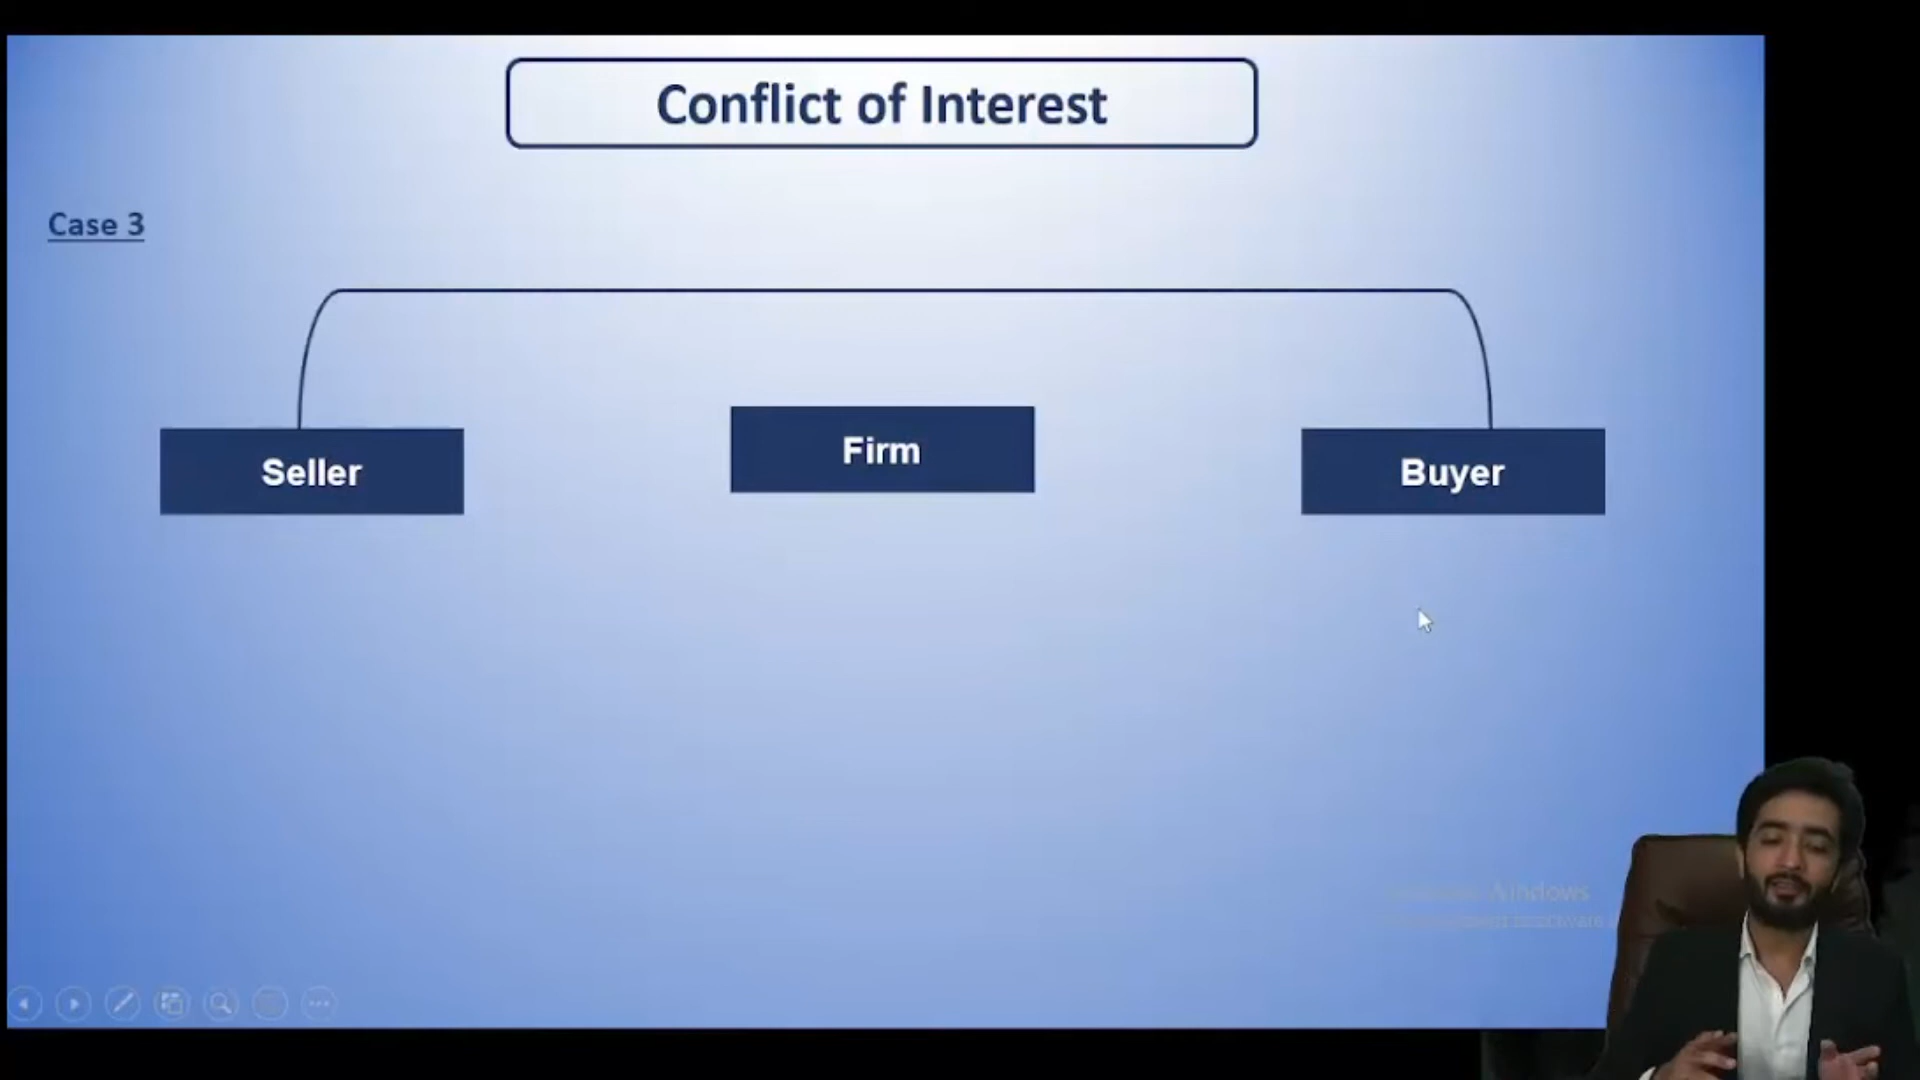 Conflict of Interest
Case 3
Seller
Firm
Buyer